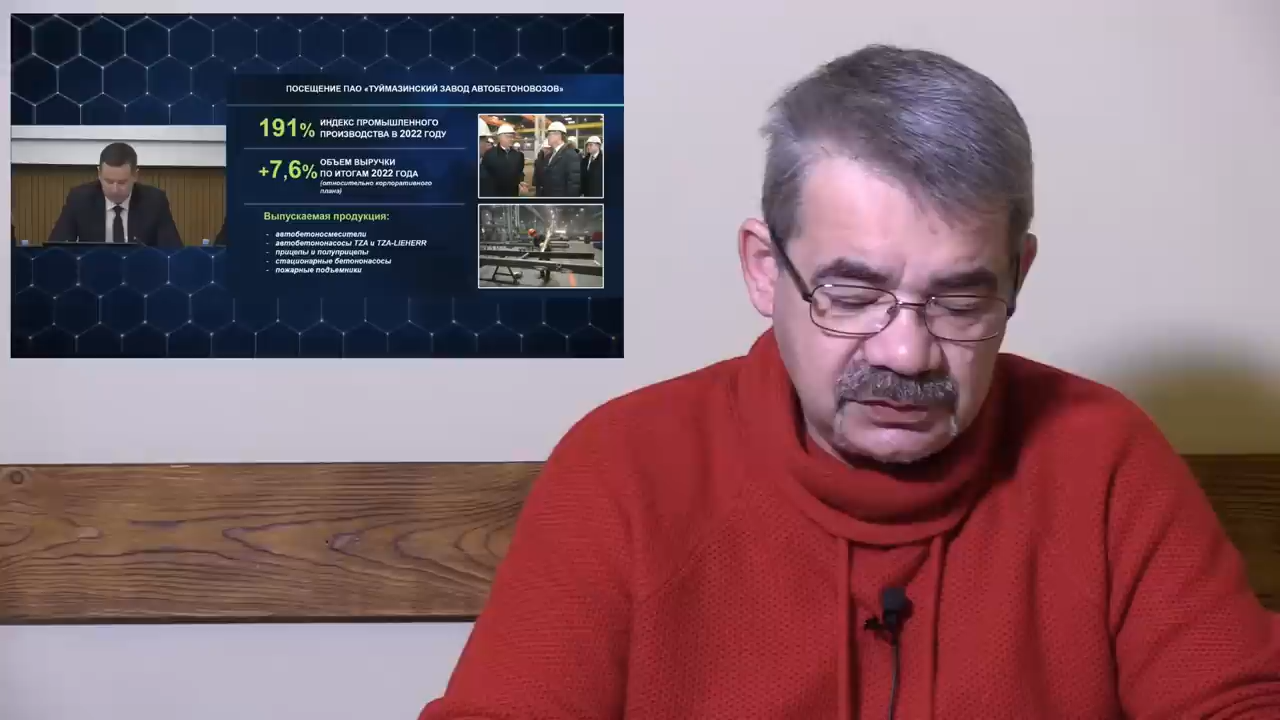 ПОСЕЩЕНИЕ ПАО «ТУЙМАЗИНСКИЙ ЗАВОД АВТОБЕТОНОВОЗОВ»
191% ИНДЕКС ПРОМЫШЛЕННОГО
ПРОИЗВОДСТВА В 2022 ГОДУ
+7,6% ОБЪЕМ ВЫРУЧКИ
ПО ИТОГАМ 2022 ГОДА
(относительно корпоративного
плана)
Выпускаемая продукция:
- автобетоносмесители
- автобетононасосы TZA и TZA-LIEHERR
- прицепы и полуприцепы
- стационарные бетононасосы
- пожарные подъемники